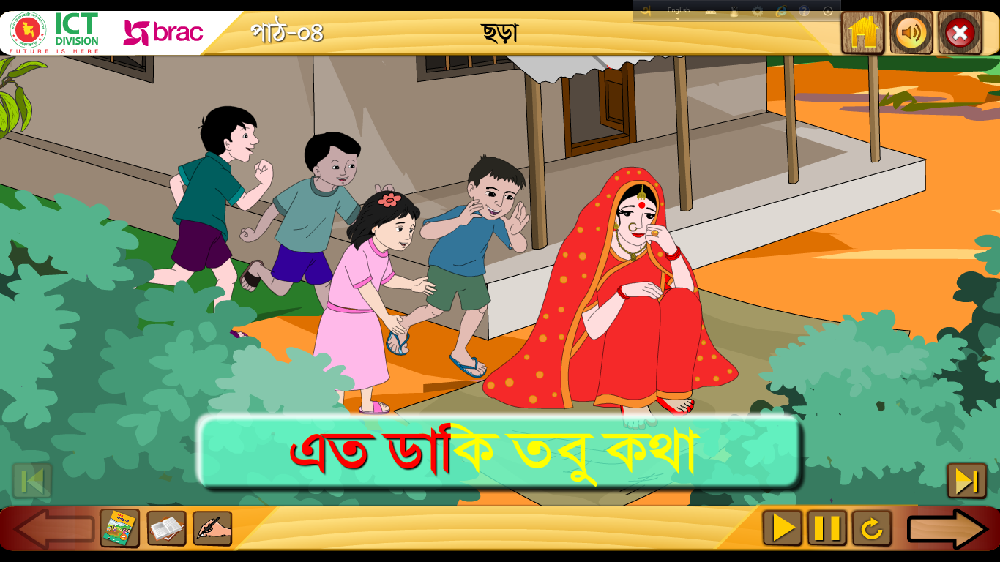 English
ICT
DIVISION
FUTURE IS HERE
brac
পাঠ-০৪
ছড়া
এত ডাকি তবু কথা